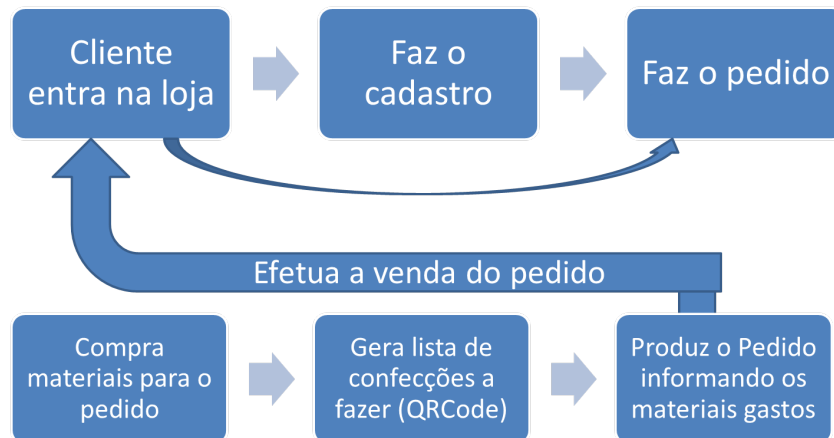 Cliente
entra na loja
Faz o
cadastro
Faz o pedido
Efetua a venda do pedido
Compra
materiais para o
pedido
Gera lista de
confecções a
fazer (QRCode)
Produz o Pedido
informando os
materiais gastos